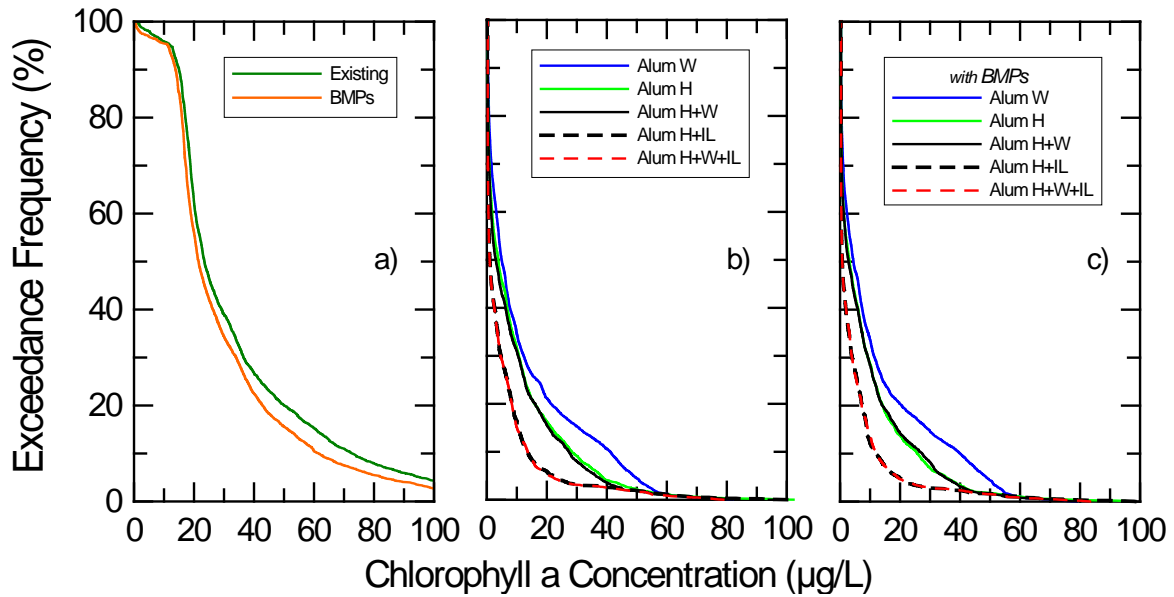 Exceedance Frequency (%)
100
80
60
40
20
0
Existing
BMPs
a)
0 20 40 60 80 100
Alum W
Alum H
Alum H+W
Alum H+IL
Alum H+W+IL
b)
0 20 40 60 80 100
with BMPs
Alum W
Alum H
Alum H+W
Alum H+IL
Alum H+W+IL
c)
0 20 40 60 80 100
Chlorophyll a Concentration (µg/L)